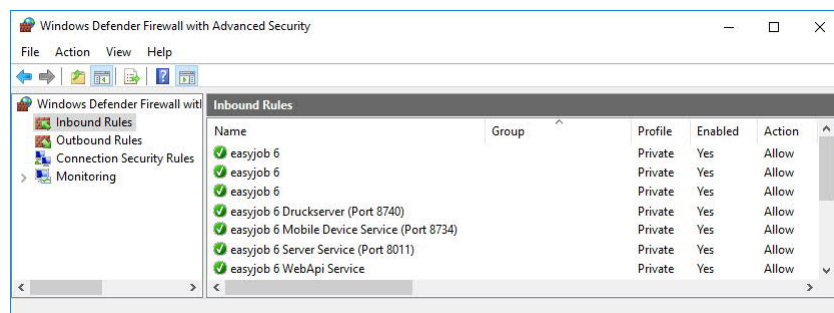 Windows Defender Firewall with Advanced Security
File Action View Help
Windows Defender Firewall witl
Inbound Rules
Outbound Rules
Connection Security Rules
Monitoring
Inbound Rules
Name Group Profile Enabled Action
easyjob 6 Private Yes Allow
easyjob 6 Private Yes Allow
easyjob 6 Private Yes Allow
easyjob 6 Druckserver (Port 8740) Private Yes Allow
easyjob 6 Mobile Device Service (Port 8734) Private Yes Allow
easyjob 6 Server Service (Port 8011) Private Yes Allow
easyjob 6 WebApi Service Private Yes Allow